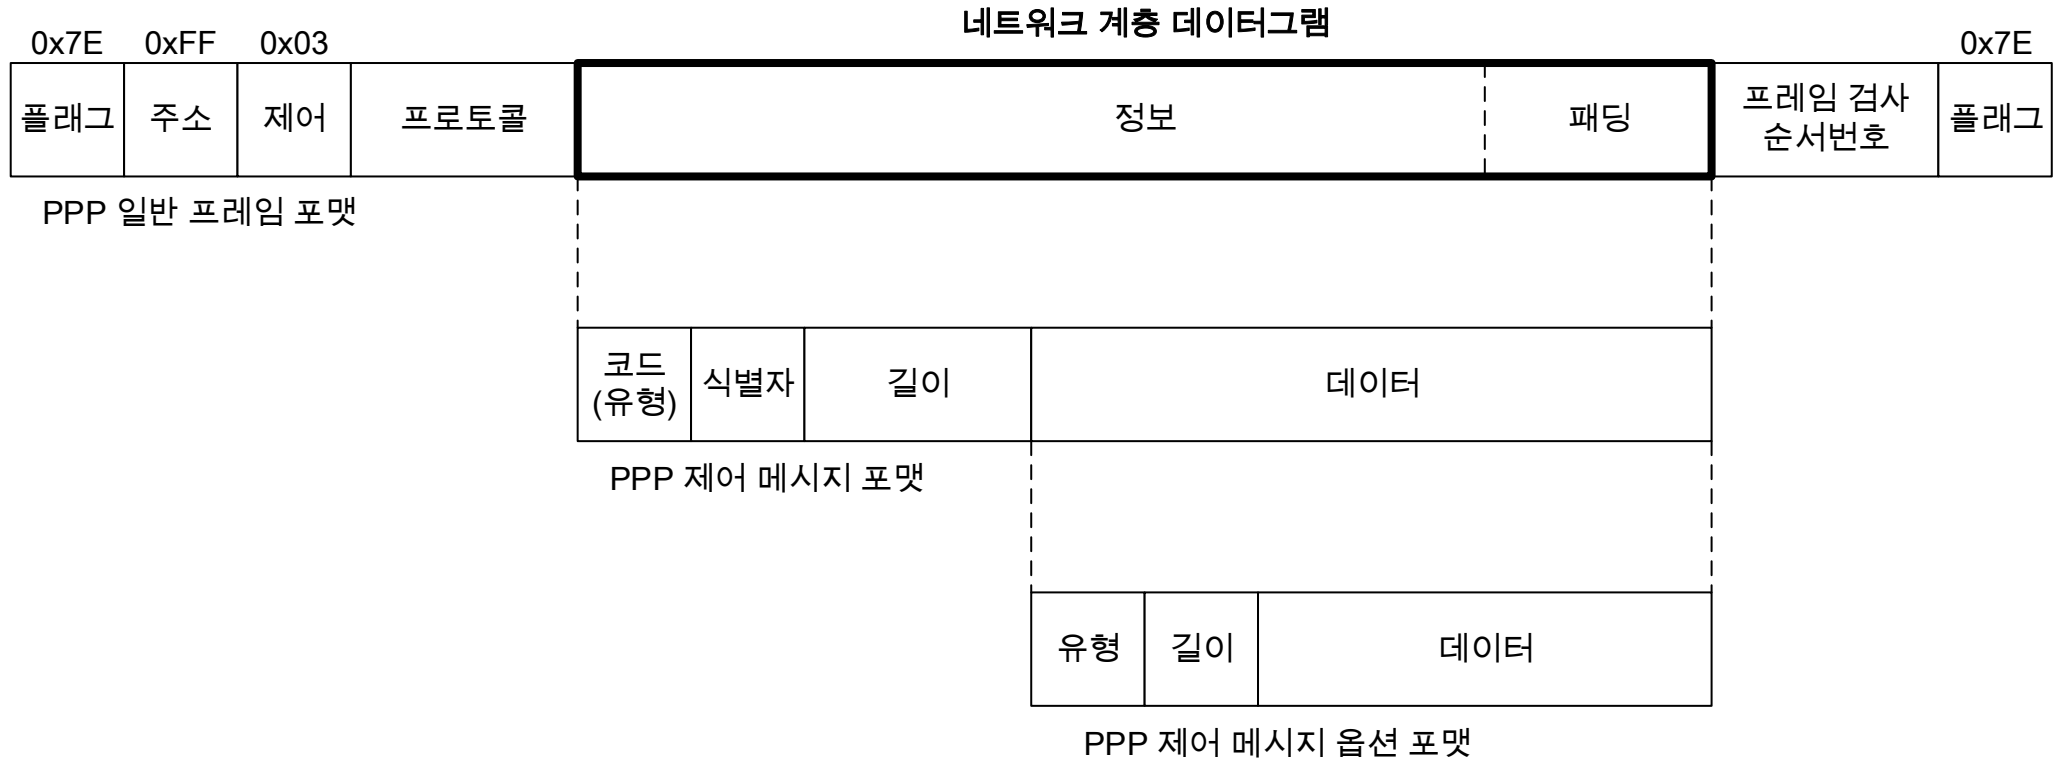 네트워크 계층 데이터그램
0x7E 0xFF 0x03 0x7E
플래그 주소 제어 프로토콜 정보 패딩 프레임 검사 순서번호 플래그
PPP 일반 프레임 포맷
코드 (유형) 식별자 길이 데이터
PPP 제어 메시지 포맷
유형 길이 데이터
PPP 제어 메시지 옵션 포맷